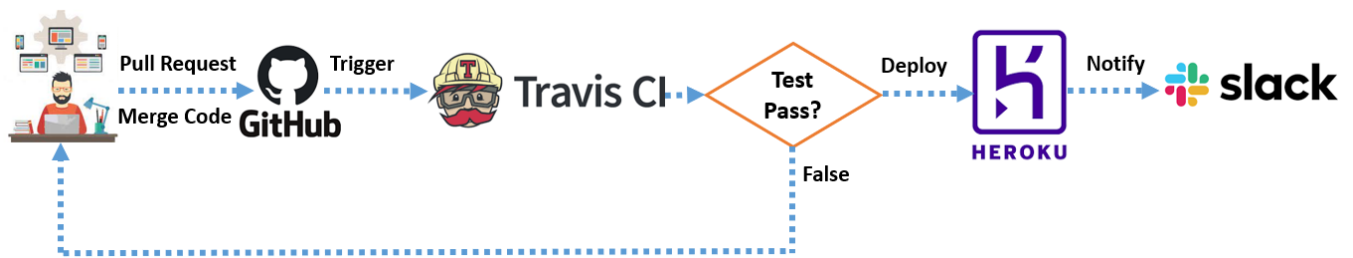 Pull Request
Merge Code
GitHub
Trigger
T
Travis CI
Test
Pass?
Deploy
HEROKU
Notify
slack
False